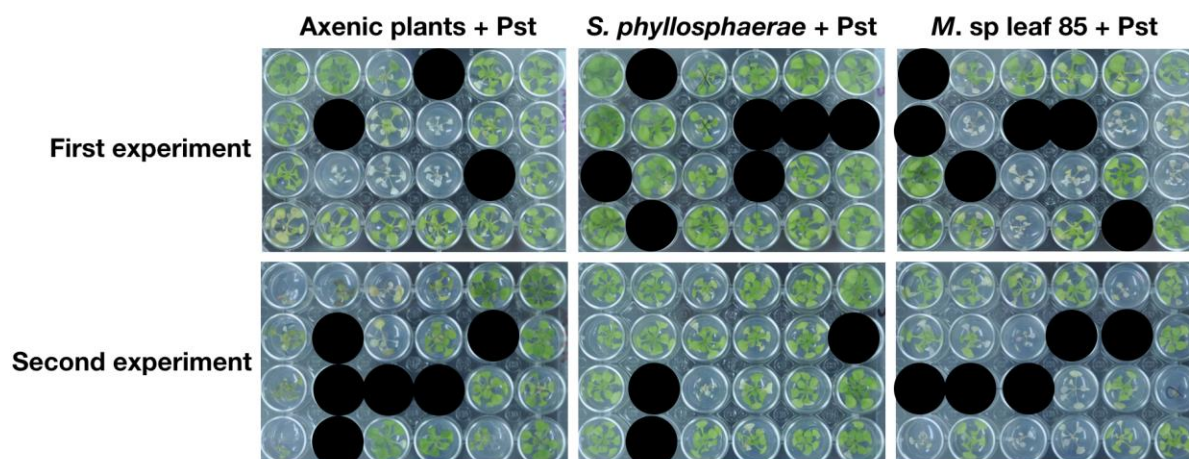 Axenic plants + Pst
S. phyllosphaerae + Pst
M. sp leaf 85 + Pst
First experiment
Second experiment